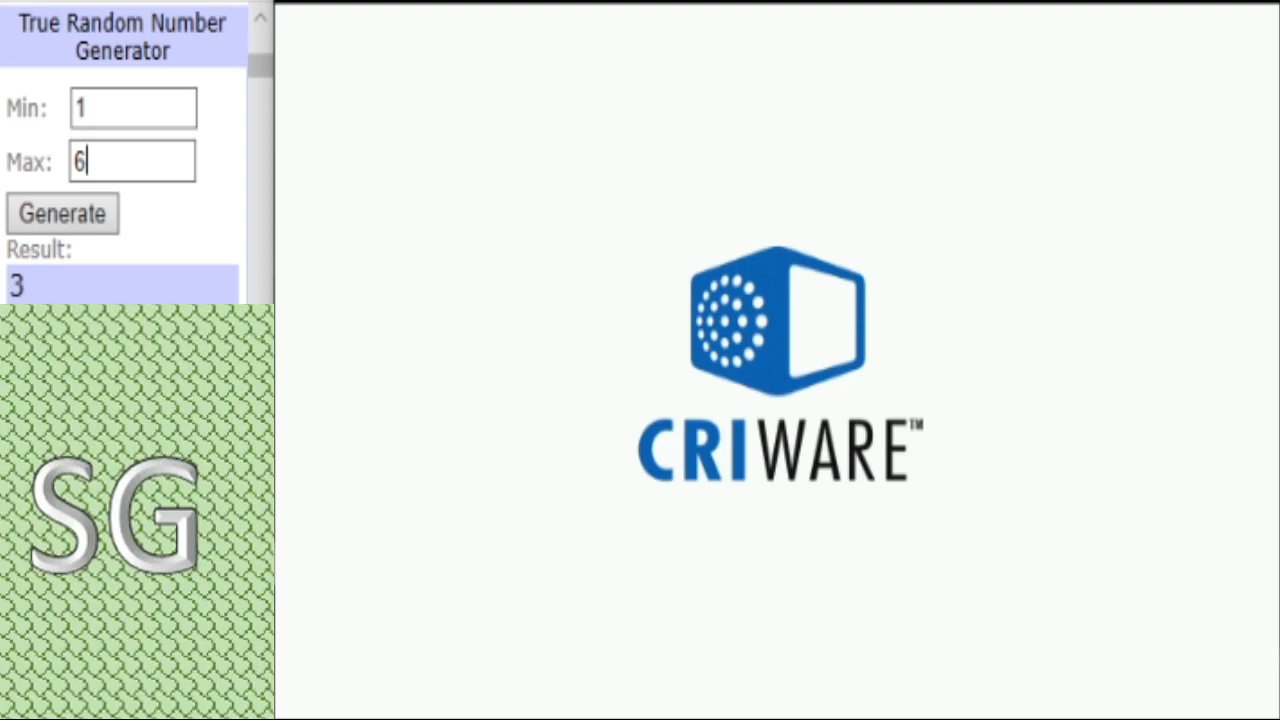 True Random Number
Generator
Min: 1
Max: 6
Generate
Result:
3
SG
CRIWARE™